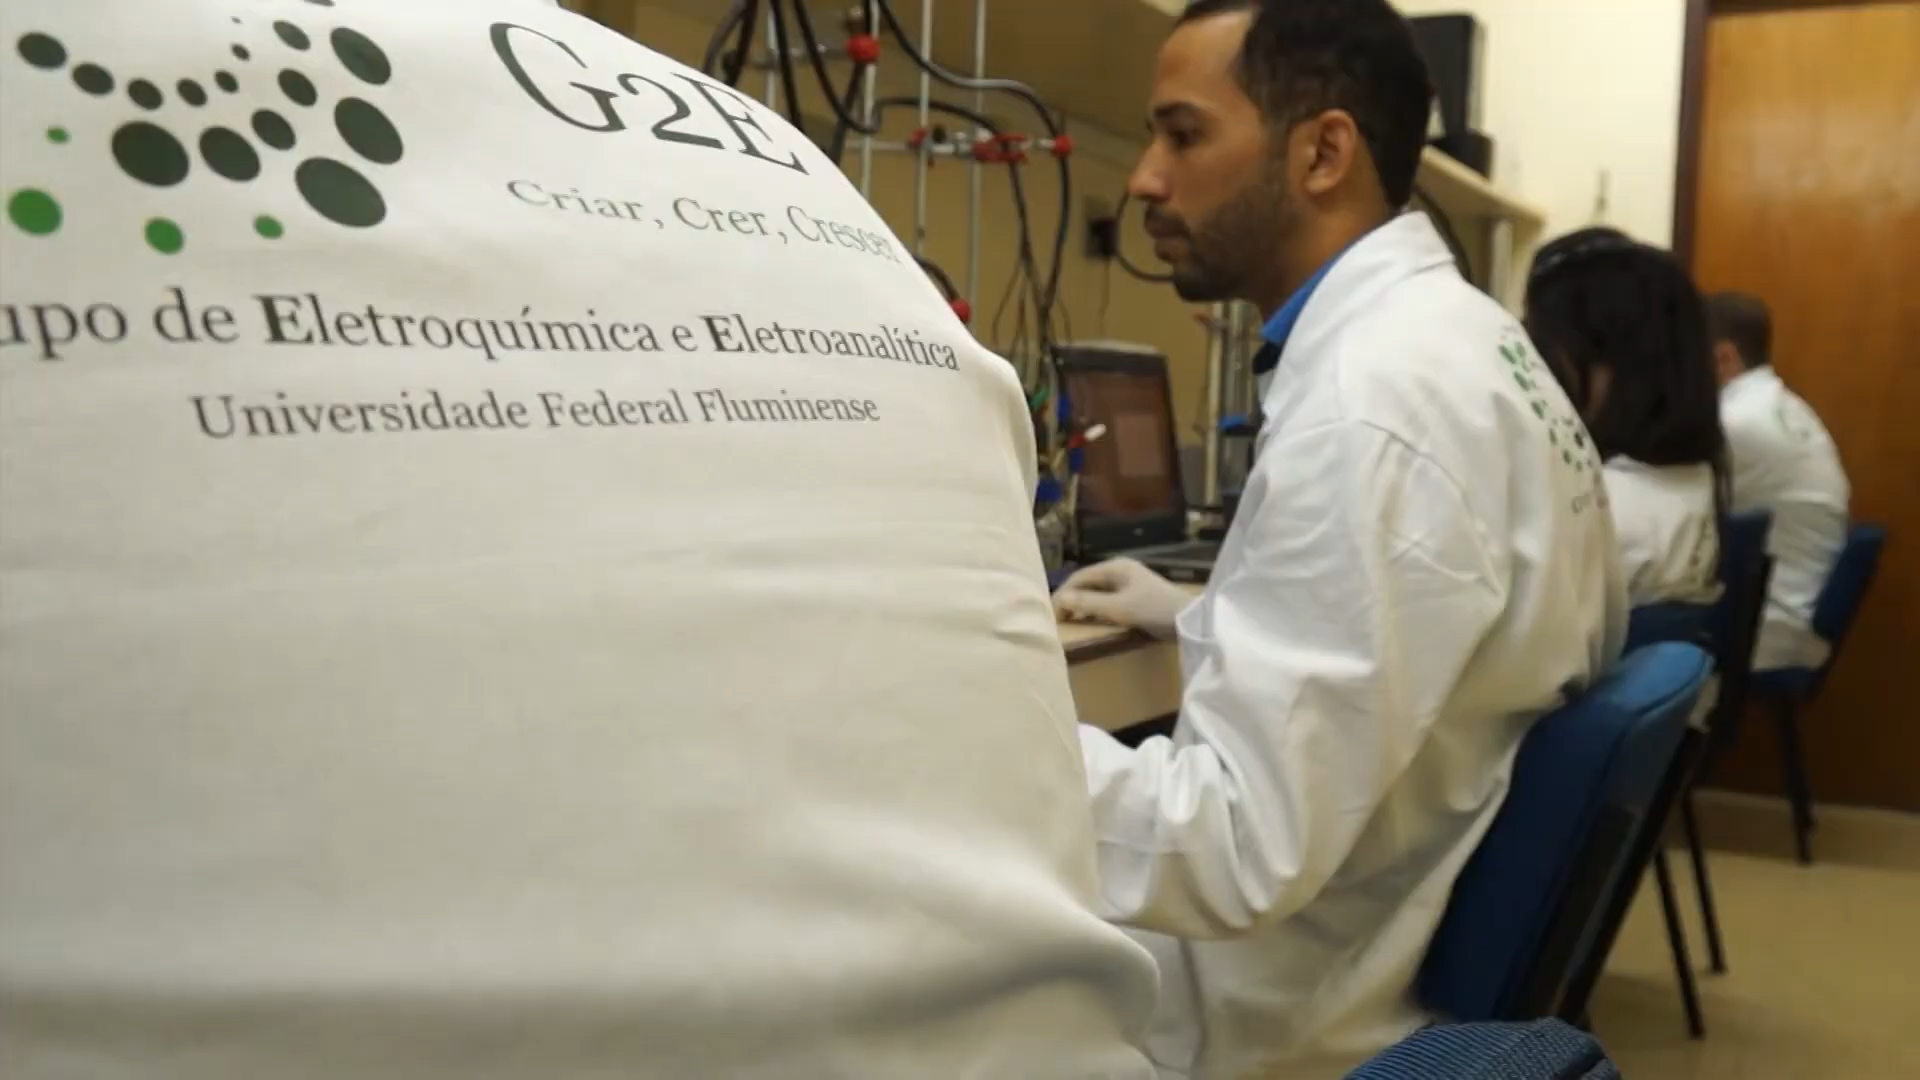 G2E
Criar, Crer, Crescer
upo de Eletroquímica e Eletroanalítica
Universidade Federal Fluminense